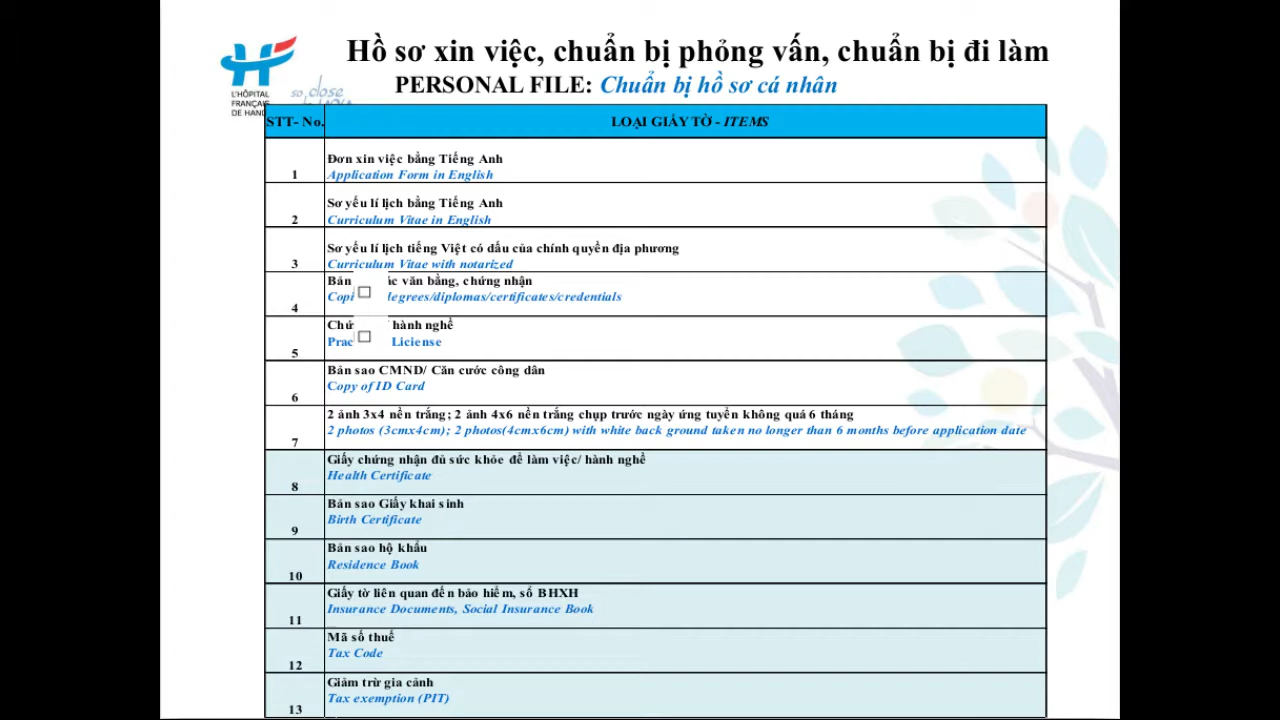 Hồ sơ xin việc, chuẩn bị phỏng vấn, chuẩn bị đi làm
PERSONAL FILE: Chuẩn bị hồ sơ cá nhân
L'HÔPITAL
FRANÇAIS
DE HANO
so close
STT- No. LOẠI GIẤY TỜ - ITEMS
1 Đơn xin việc bằng Tiếng Anh
Application Form in English
2 Sơ yếu lí lịch bằng Tiếng Anh
Curriculum Vitae in English
3 Sơ yếu lí lịch tiếng Việt có dấu của chính quyền địa phương
Curriculum Vitae with notarized
4 Bản văn bằng, chứng nhận
degrees/diplomas/certificates/credentials
5 hành nghề
Liciense
6 Bản sao CMND/ Căn cước công dân
Copy of ID Card
7 2 ảnh 3x4 nền trắng; 2 ảnh 4x6 nền trắng chụp trước ngày ứng tuyển không quá 6 tháng
2 photos (3cmx4cm); 2 photos(4cmx6cm) with white back ground taken no longer than 6 months before application date
8 Giấy chứng nhận đủ sức khỏe để làm việc/ hành nghề
Health Certificate
9 Bản sao Giấy khai sinh
Birth Certificate
10 Bản sao hộ khẩu
Residence Book
11 Giấy tờ liên quan đến bảo hiểm, sổ BHXH
Insurance Documents, Social Insurance Book
12 Mã số thuế
Tax Code
13 Giảm trừ gia cảnh
Tax exemption (PIT)